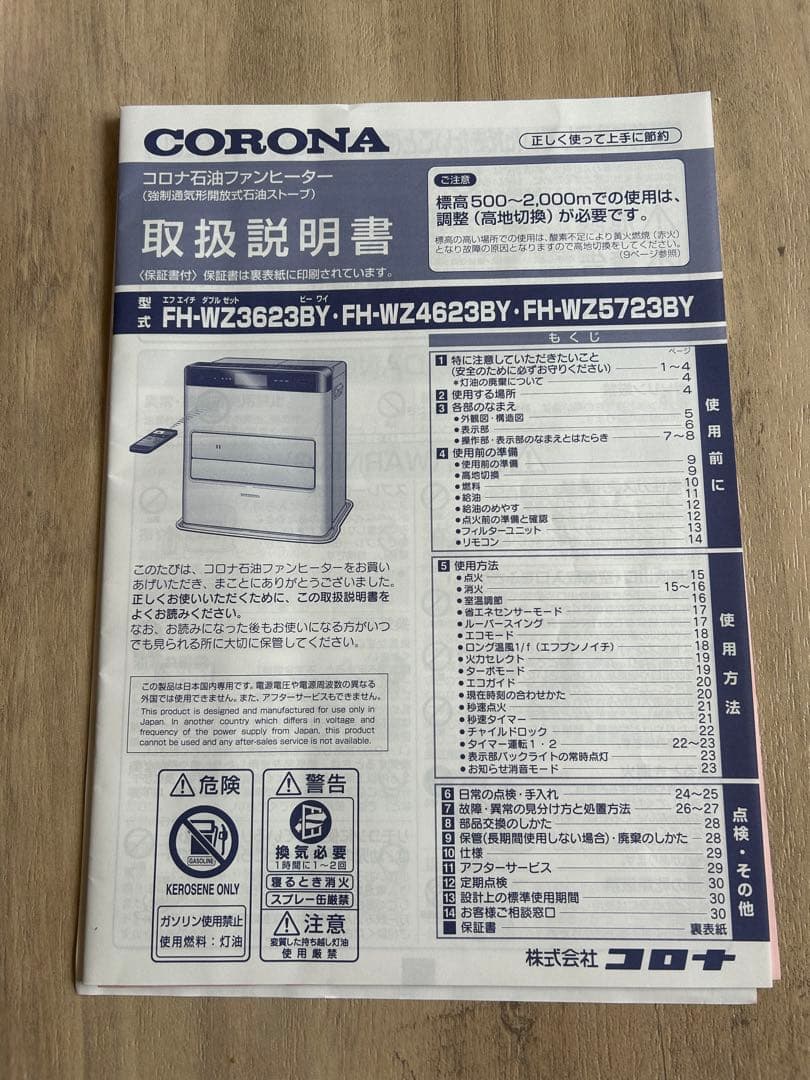 CORONA
正しく使って上手に節約
コロナ石油ファンヒーター
(強制通気形開放式石油ストーブ)
取扱説明書
〈保証書付〉保証書は裏表紙に印刷されています。
ご注意
標高500～2,000mでの使用は、
調整(高地切換)が必要です。
標高の高い場所での使用は、酸素不足により黄火燃焼(赤火)
となり故障の原因となりますので高地切換をしてください。
(9ページ参照)
型式
エフ エイチ ダブル ゼット ビー ワイ
FH-WZ3623BY・FH-WZ4623BY・FH-WZ5723BY
このたびは、コロナ石油ファンヒーターをお買い
あげいただき、まことにありがとうございました。
正しくお使いいただくために、この取扱説明書を
よくお読みください。
なお、お読みになった後もお使いになる方がいつ
でも見られる所に大切に保管してください。
この製品は日本国内専用です。電源電圧や電源周波数の異なる
外国では使用できません。また、アフターサービスもできません。
This product is designed and manufactured for use only in
Japan. In another country which differs in voltage and
frequency of the power supply from Japan, this product
cannot be used and any after-sales service is not available.
危険
GASOLINE
KEROSENE ONLY
ガソリン使用禁止
使用燃料：灯油
警告
換気必要
1時間に1～2回
寝るとき消火
スプレー缶厳禁
注意
変質した持ち越し灯油
使用厳禁
もくじ
ページ
1 特に注意していただきたいこと
(安全のために必ずお守りください) 1～4
*灯油の廃棄について 4
2 使用する場所 4
3 各部のなまえ
●外観図・構造図 5
●表示部 6
●操作部・表示部のなまえとはたらき 7～8
4 使用前の準備
●使用前の準備 9
●高地切換 9
●燃料 10
●給油 11
●給油のめやす 12
●点火前の準備と確認 12
●フィルターユニット 13
●リモコン 14
使用前に
5 使用方法
●点火 15
●消火 15～16
●室温調節 16
●省エネセンサーモード 17
●ルーバースイング 17
●エコモード 18
●ロング温風1/f(エフブンノイチ) 18
●火力セレクト 19
●ターボモード 19
●エコガイド 20
●現在時刻の合わせかた 20
●秒速点火 21
●秒速タイマー 21
●チャイルドロック 22
●タイマー運転1・2 22～23
●表示部バックライトの常時点灯 23
●お知らせ消音モード 23
使用方法
6 日常の点検・手入れ 24～25
7 故障・異常の見分け方と処置方法 26～27
8 部品交換のしかた 28
9 保管(長期間使用しない場合)・廃棄のしかた 28
10 仕様 29
11 アフターサービス 29
12 定期点検 30
13 設計上の標準使用期間 30
14 お客様ご相談窓口 30
■ 保証書 裏表紙
点検・その他
株式会社 コロナ